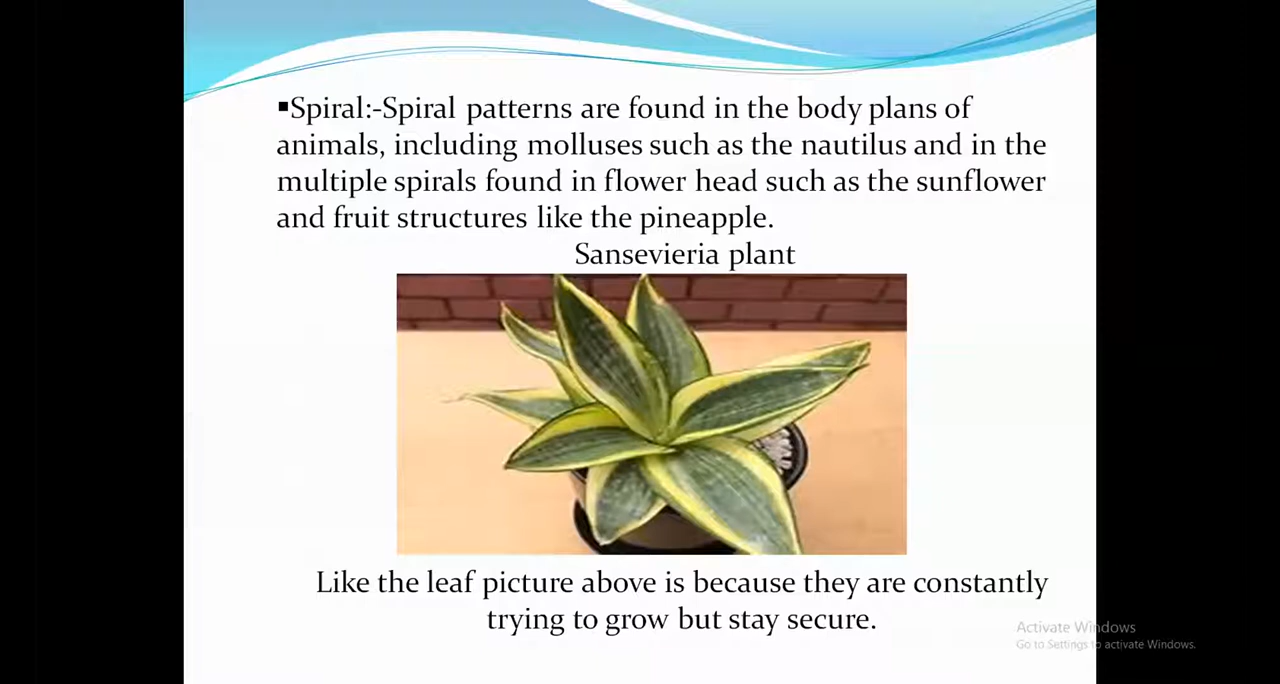 ▪Spiral:-Spiral patterns are found in the body plans of
animals, including molluses such as the nautilus and in the
multiple spirals found in flower head such as the sunflower
and fruit structures like the pineapple.
Sansevieria plant
Like the leaf picture above is because they are constantly
trying to grow but stay secure.
Activate Windows
Go to Settings to activate Windows.